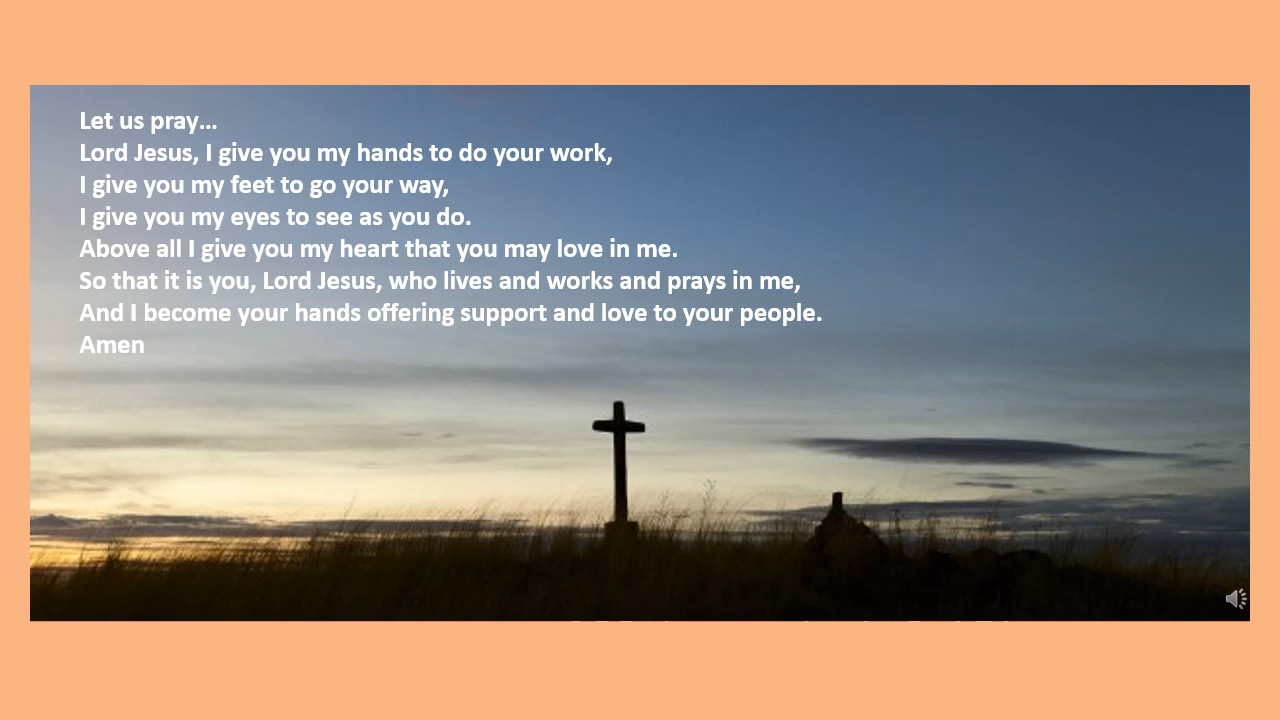 Let us pray…
Lord Jesus, I give you my hands to do your work,
I give you my feet to go your way,
I give you my eyes to see as you do.
Above all I give you my heart that you may love in me.
So that it is you, Lord Jesus, who lives and works and prays in me,
And I become your hands offering support and love to your people.
Amen